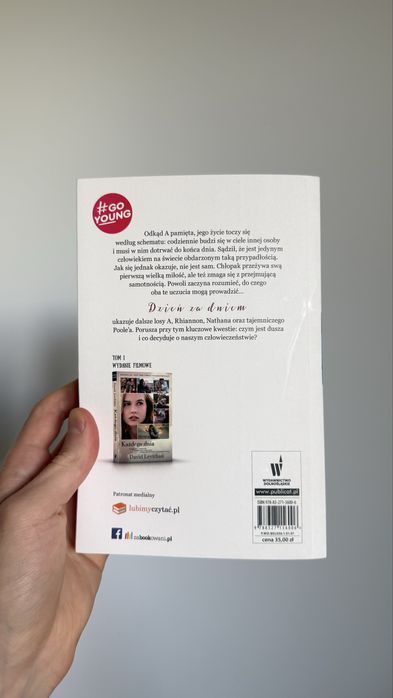 #GO
YOUNG
Odkąd A pamięta, jego życie toczy się
według schematu: codziennie budzi się w ciele innej osoby
i musi w nim dotrwać do końca dnia. Sądził, że jest jedynym
człowiekiem na świecie obdarzonym taką przypadłością.
Jak się jednak okazuje, nie jest sam. Chłopak przeżywa swą
pierwszą wielką miłość, ale też zmaga się z przejmującą
samotnością. Powoli zaczyna rozumieć, do czego
oba te uczucia mogą prowadzić...
Dzień za dniem
ukazuje dalsze losy A, Rhiannon, Nathana oraz tajemniczego
Poole'a. Porusza przy tym kluczowe kwestie: czym jest dusza
i co decyduje o naszym człowieczeństwie?
TOM 1
WYDANIE FILMOWE
Każdego dnia
David Levithan
Patronat medialny
lubimyczytać.pl
zabookowani.pl
WYDAWNICTWO
DOLNOŚLĄSKIE
www.publicat.pl
cena 35,00 zł